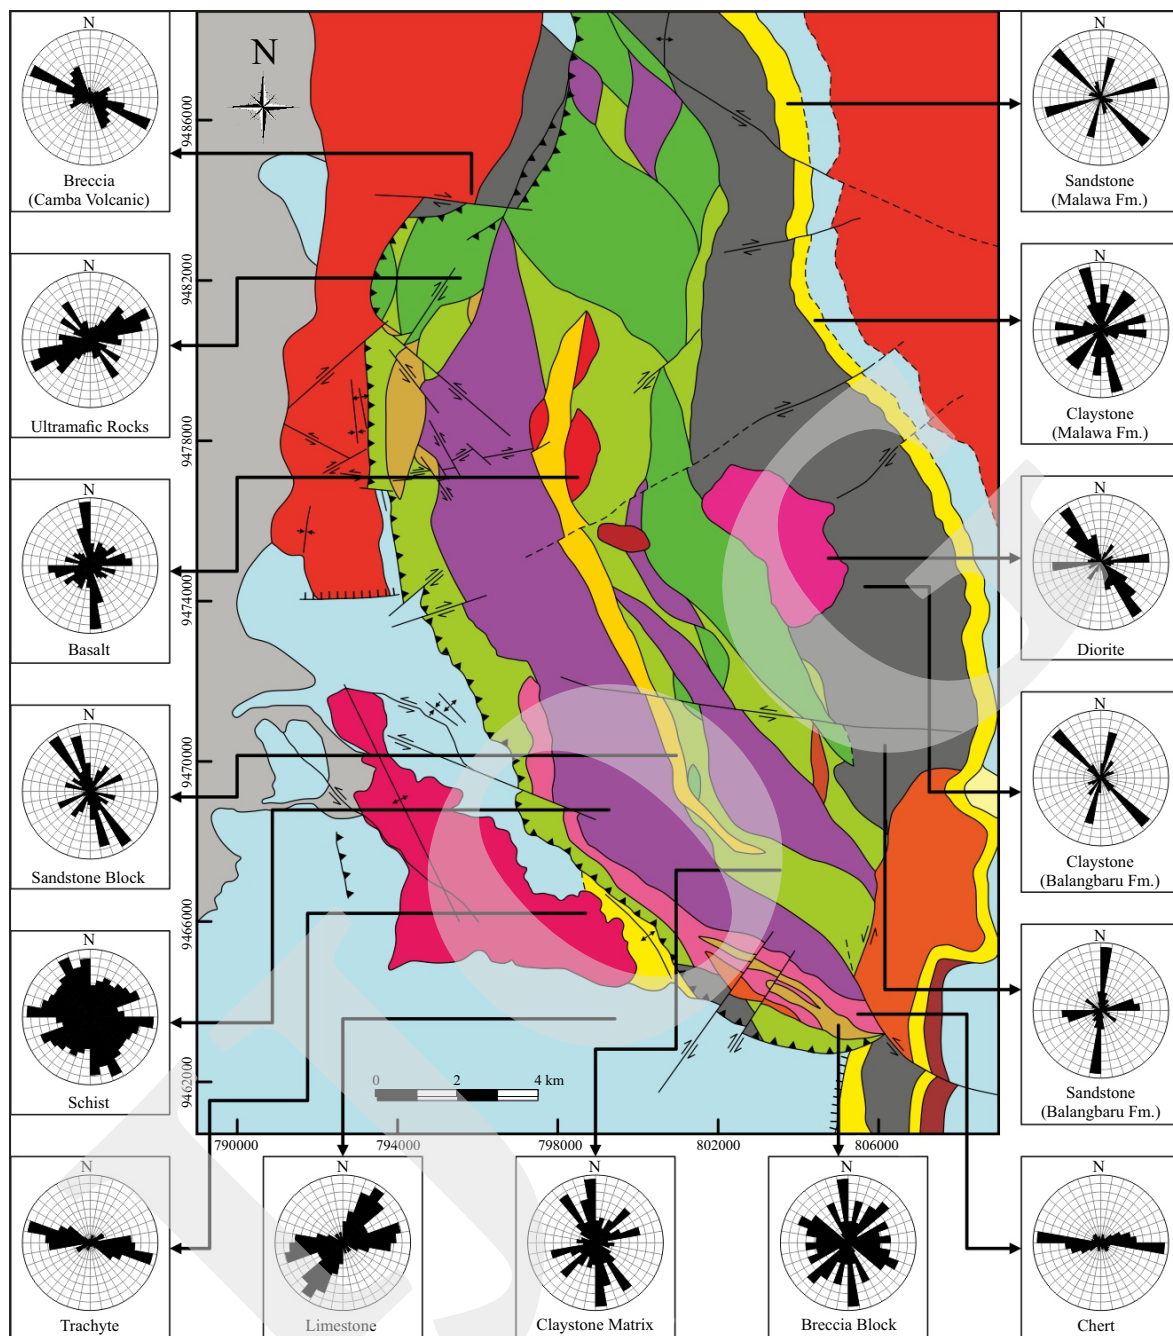 N
Breccia
(Camba Volcanic)
N
Ultramafic Rocks
N
Basalt
N
Sandstone Block
N
Schist
Trachyte
N
N
9486000
9482000
9478000
9474000
9470000
9466000
9462000
0 2 4 km
790000 794000 798000 802000 806000
N
Sandstone
(Malawa Fm.)
N
Claystone
(Malawa Fm.)
N
Diorite
N
Claystone
(Balangbaru Fm.)
N
Sandstone
(Balangbaru Fm.)
N
Limestone
N
Claystone Matrix
N
Breccia Block
N
Chert